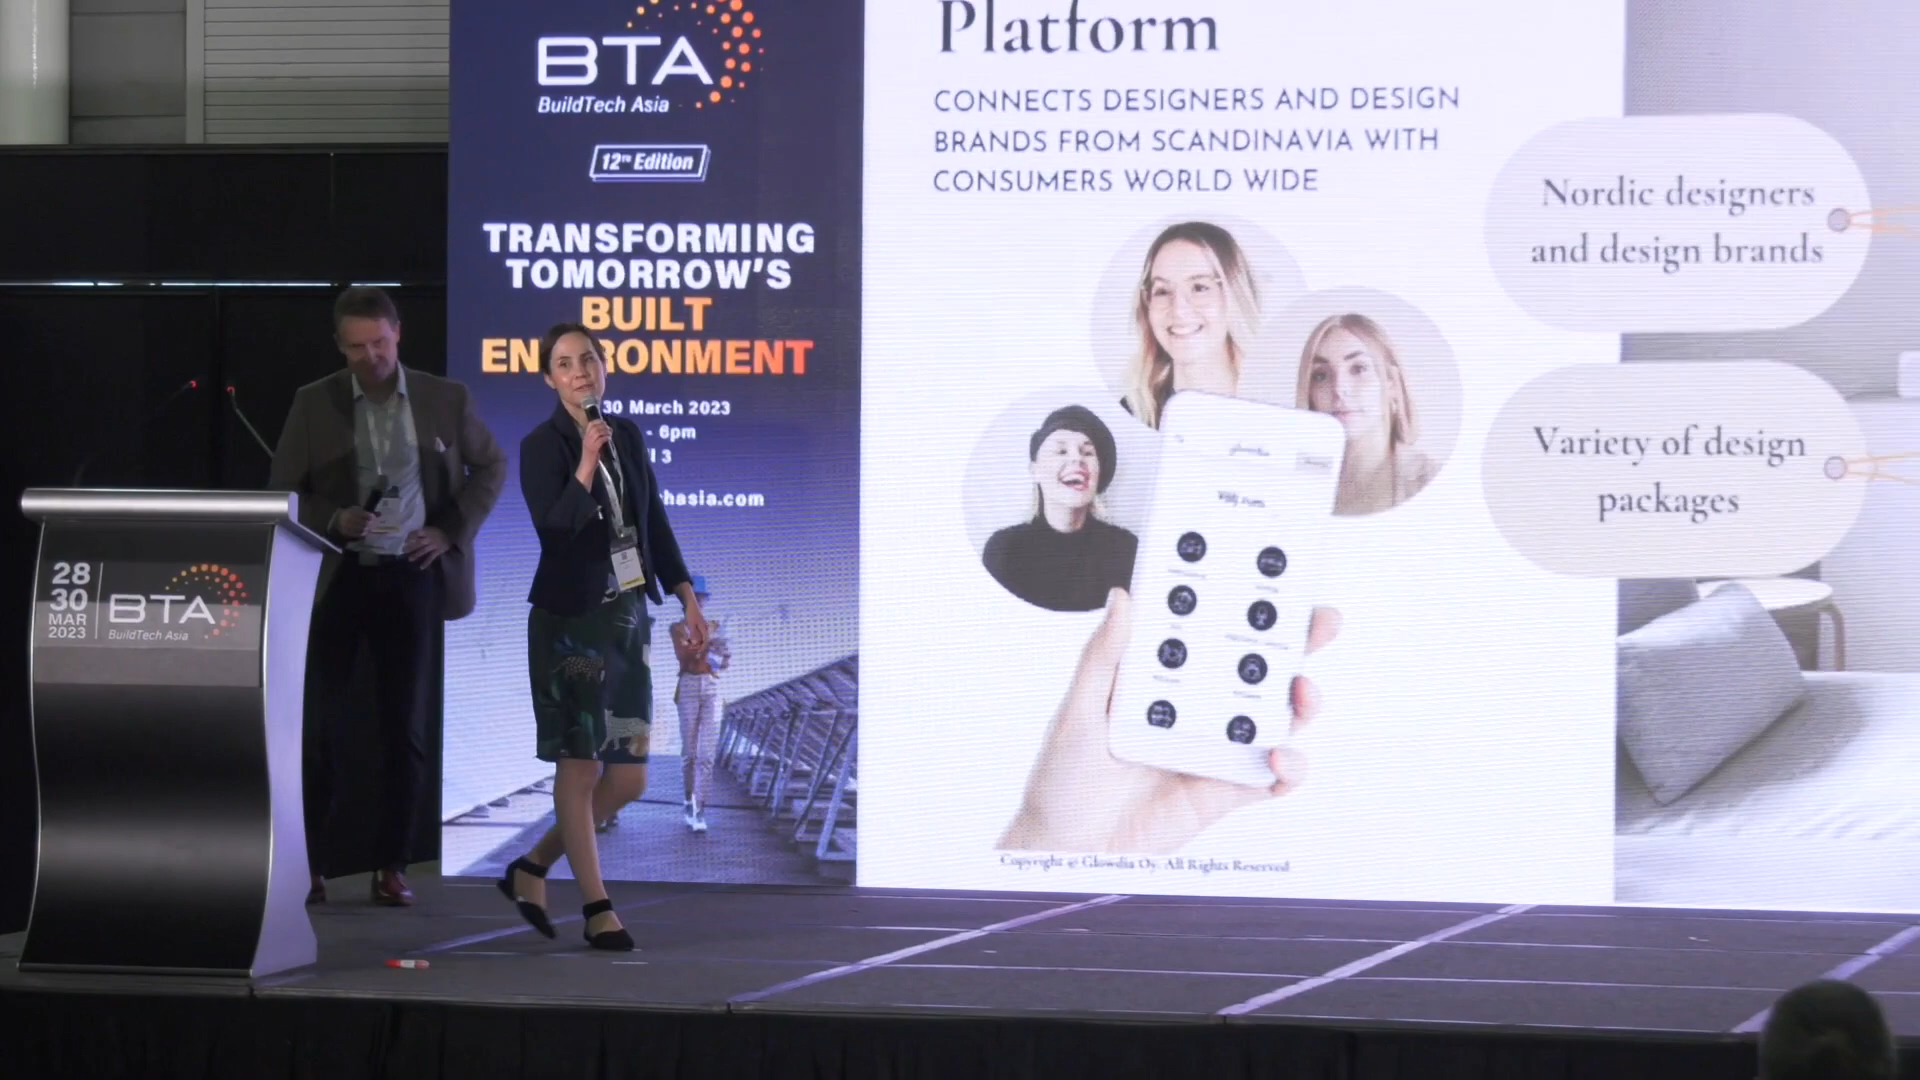 BTA
BuildTech Asia
12TH Edition
TRANSFORMING
TOMORROW'S
BUILT
ENVIRONMENT
30 March 2023
- 6pm
l 3
hasia.com
Platform
CONNECTS DESIGNERS AND DESIGN
BRANDS FROM SCANDINAVIA WITH
CONSUMERS WORLD WIDE
Nordic designers
and design brands
Variety of design
packages
Copyright © Glowdia Oy. All Rights Reserved
28
30
MAR
2023
BTA
BuildTech Asia